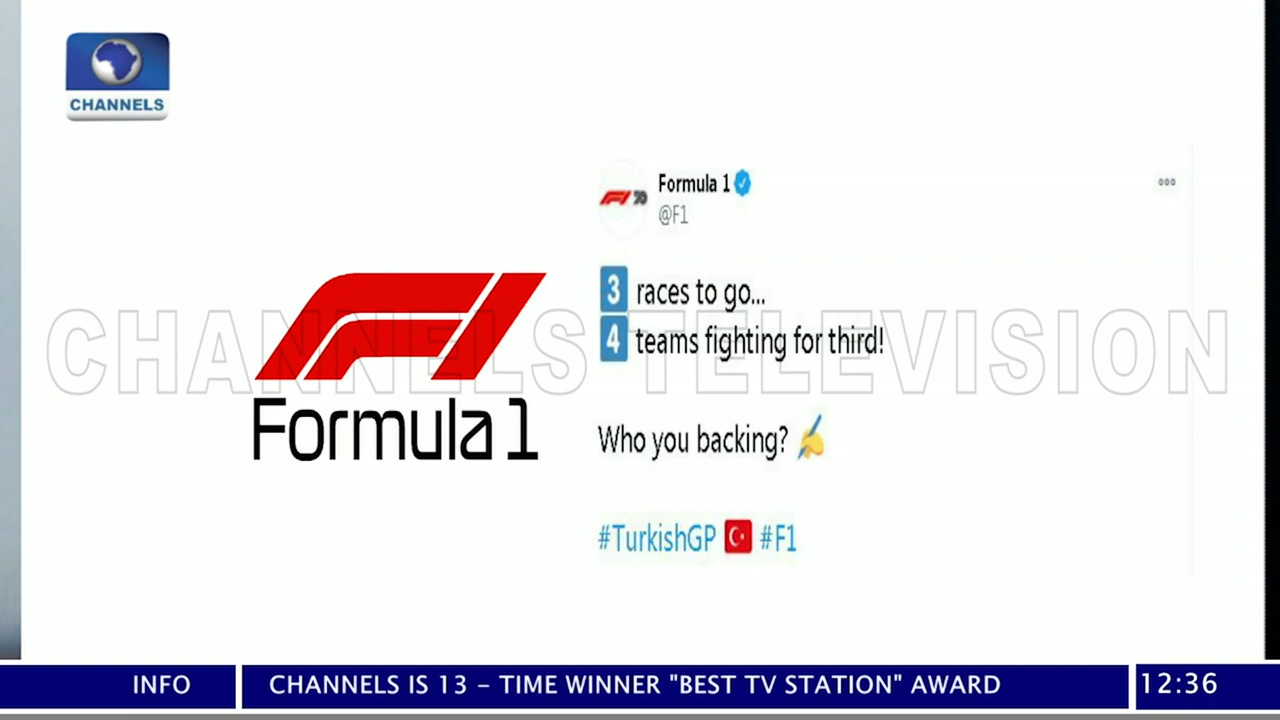 CHANNELS
Formula 1
@F1
3 races to go...
4 teams fighting for third!
CHANNELS TELEVISION
Formula 1
Who you backing?
#TurkishGP #F1
INFO
CHANNELS IS 13 – TIME WINNER "BEST TV STATION" AWARD
12:36